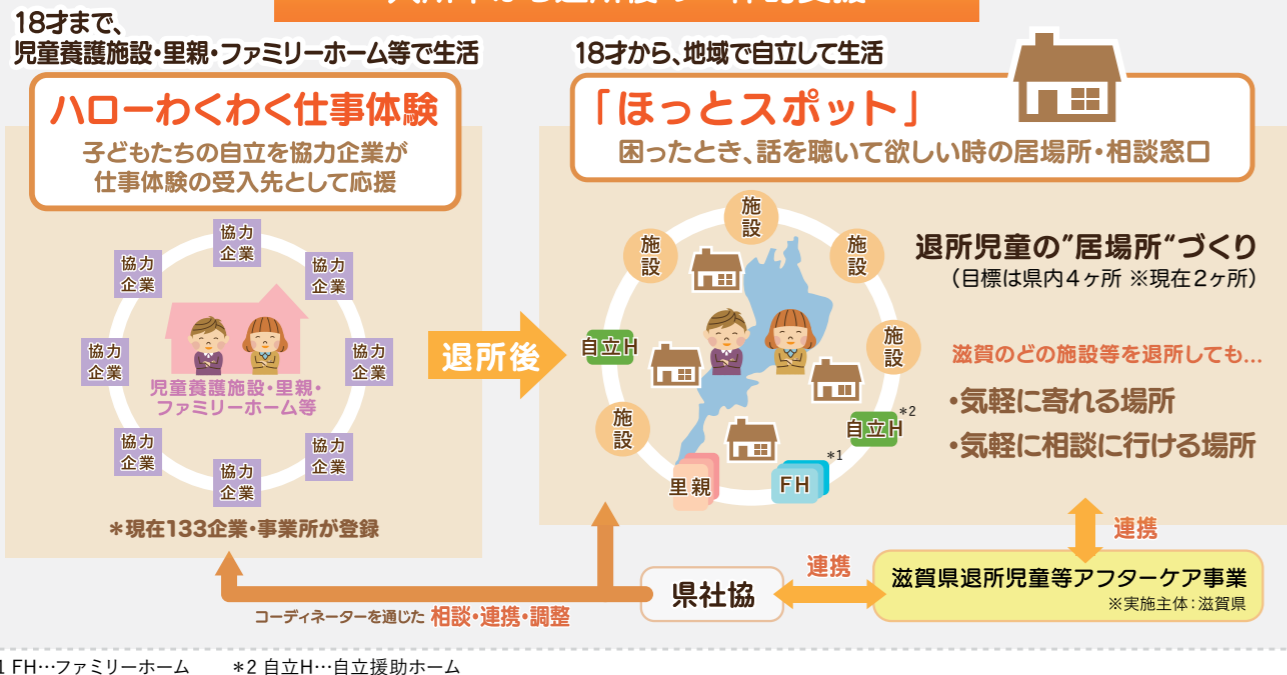 18才まで、
児童養護施設・里親・ファミリーホーム等で生活
ハローわくわく仕事体験
子どもたちの自立を協力企業が
仕事体験の受入先として応援
協力
企業
協力
企業
協力
企業
協力
企業
協力
企業
協力
企業
協力
企業
協力
企業
児童養護施設・里親・
ファミリーホーム等
*現在133企業・事業所が登録
退所後
18才から、地域で自立して生活
「ほっとスポット」
困ったとき、話を聴いて欲しい時の居場所・相談窓口
施設
施設
施設
自立H
施設
施設
自立H*2
里親
FH*1
退所児童の”居場所“づくり
(目標は県内4ヶ所 ※現在2ヶ所)
滋賀のどの施設等を退所しても...
・気軽に寄れる場所
・気軽に相談に行ける場所
連携
県社協
連携
滋賀県退所児童等アフターケア事業
※実施主体:滋賀県
コーディネーターを通じた 相談・連携・調整
1 FH…ファミリーホーム *2 自立H…自立援助ホーム